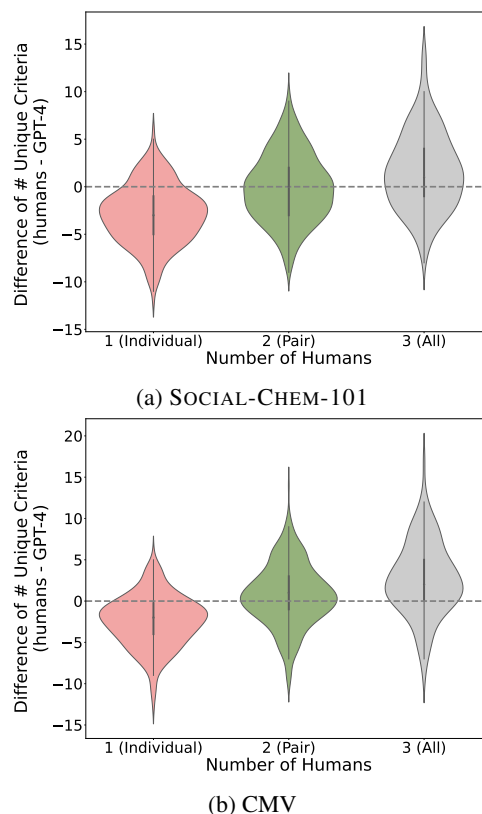 15
10
5
0
−5
−10
−15
Difference of # Unique Criteria
(humans - GPT-4)
1 (Individual) 2 (Pair) 3 (All)
Number of Humans
(a) SOCIAL-CHEM-101
20
15
10
5
0
−5
−10
−15
Difference of # Unique Criteria
(humans - GPT-4)
1 (Individual) 2 (Pair) 3 (All)
Number of Humans
(b) CMV